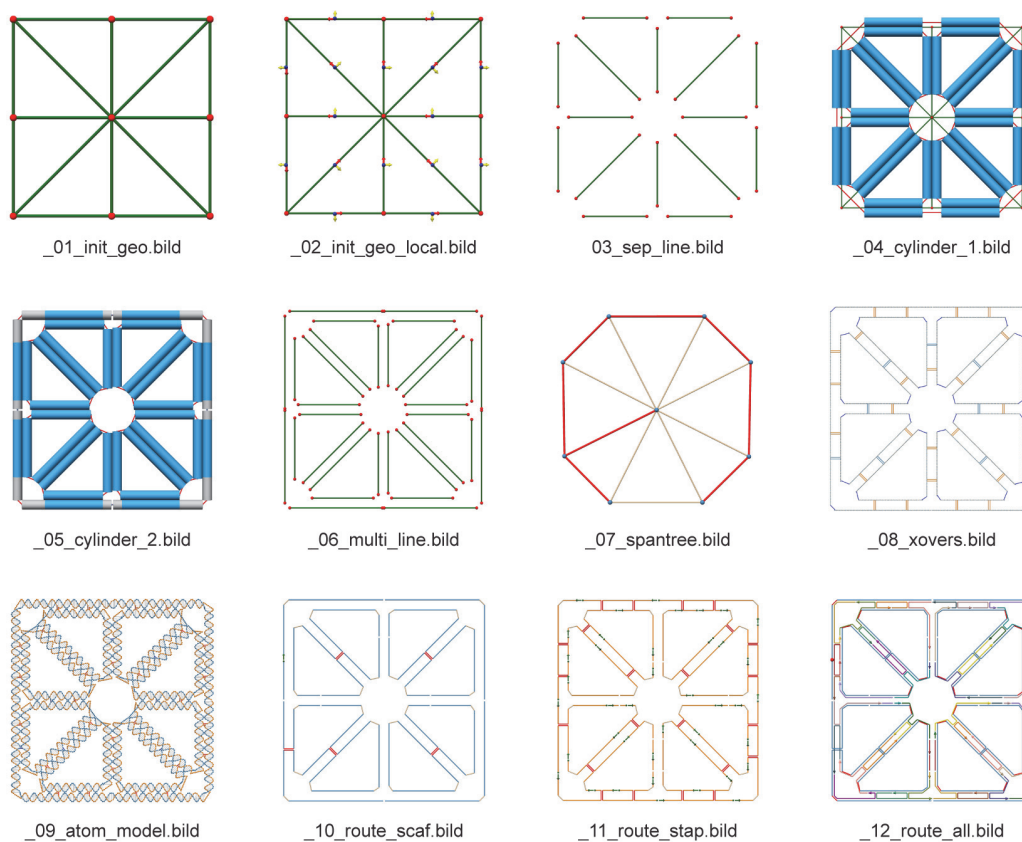 _01_init_geo.bild
_02_init_geo_local.bild
03_sep_line.bild
_04_cylinder_1.bild
_05_cylinder_2.bild
_06_multi_line.bild
_07_spantree.bild
_08_xovers.bild
_09_atom_model.bild
_10_route_scaf.bild
_11_route_stap.bild
_12_route_all.bild